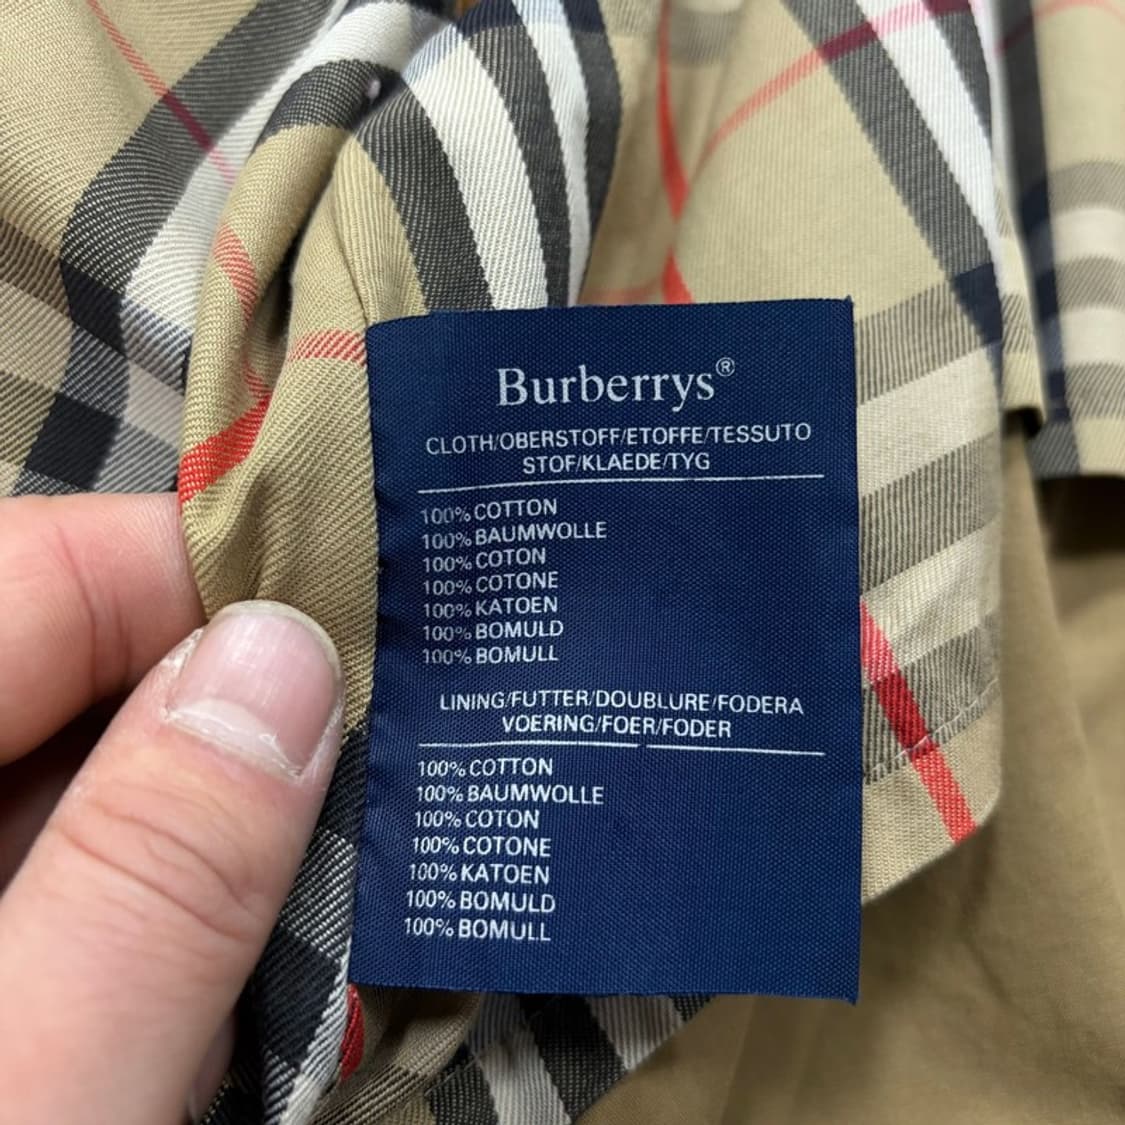 Burberrys®
CLOTH/OBERSTOFF/ETOFFE/TESSUTO
STOF/KLAEDE/TYG
100% COTTON
100% BAUMWOLLE
100% COTON
100% COTONE
100% KATOEN
100% BOMULD
100% BOMULL
LINING/FUTTER/DOUBLURE/FODERA
VOERING/FOER/FODER
100% COTTON
100% BAUMWOLLE
100% COTON
100% COTONE
100% KATOEN
100% BOMULD
100% BOMULL